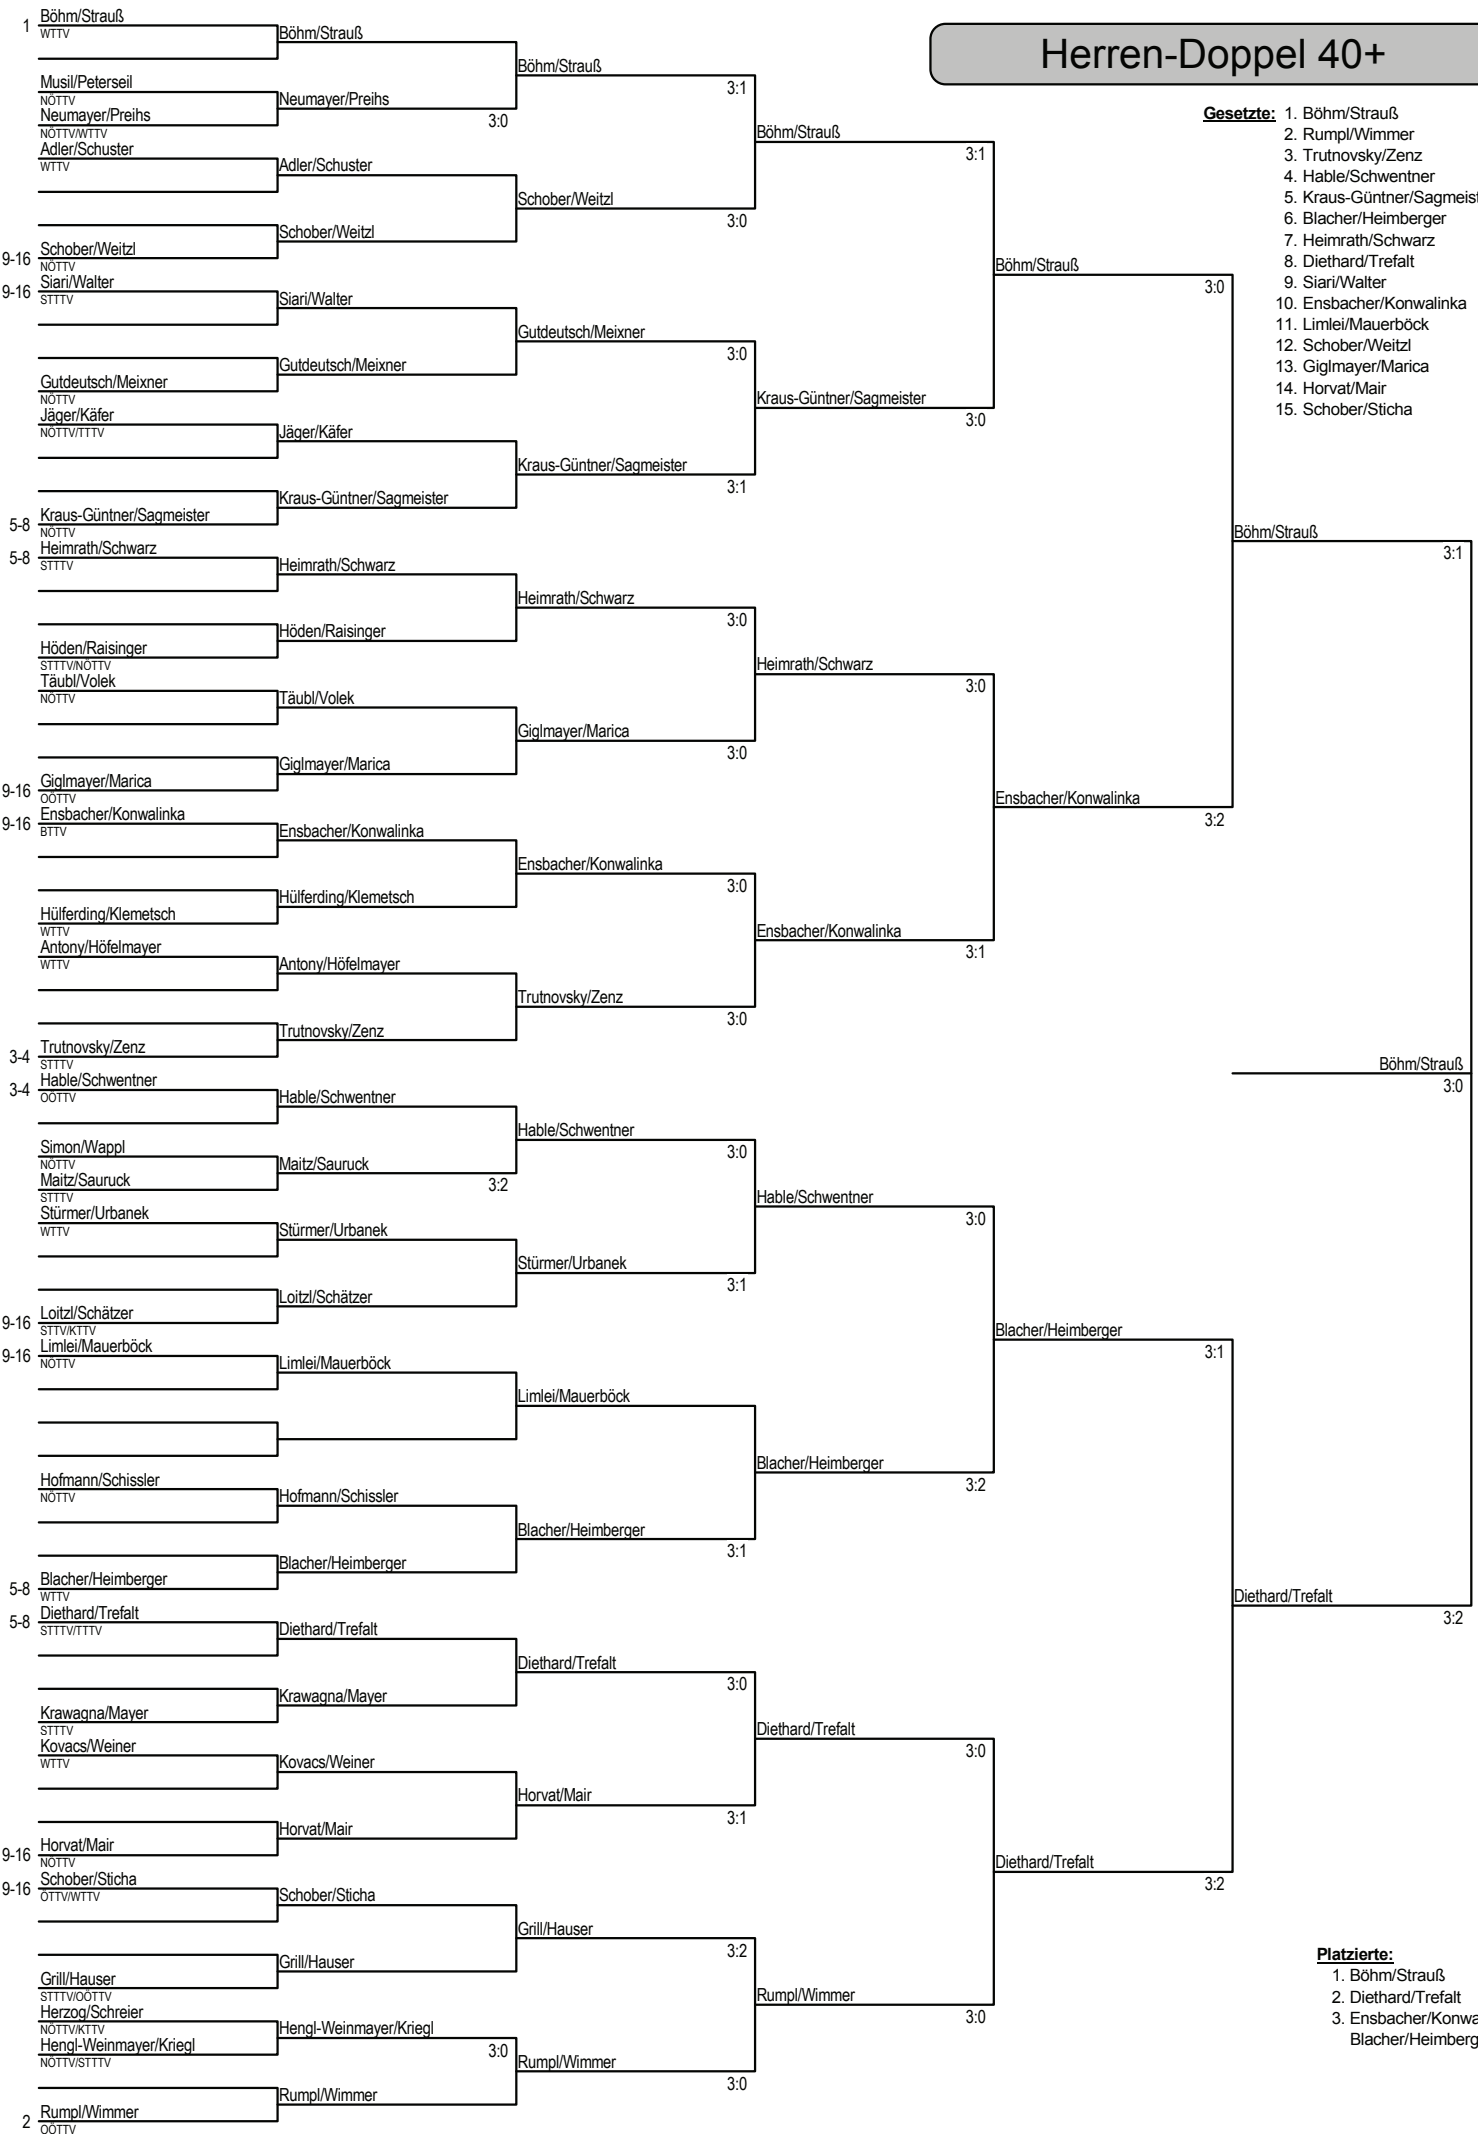 Herren-Doppel 40+
Gesetzte: 1. Böhm/Strauß
2. Rumpl/Wimmer
3. Trutnovsky/Zenz
4. Hable/Schwentner
5. Kraus-Güntner/Sagmeist
6. Blacher/Heimberger
7. Heimrath/Schwarz
8. Diethard/Trefalt
9. Siari/Walter
10. Ensbacher/Konwalinka
11. Limlei/Mauerböck
12. Schober/Weitzl
13. Giglmayer/Marica
14. Horvat/Mair
15. Schober/Sticha
1 Böhm/Strauß
WTTV
Musil/Peterseil
NÖTTV
Neumayer/Preihs
NÖTTV/WTTV
Adler/Schuster
WTTV
9-16 Schober/Weitzl
NÖTTV
9-16 Siari/Walter
STTTV
Gutdeutsch/Meixner
NÖTTV
Jäger/Käfer
NÖTTV/TTTV
5-8 Kraus-Güntner/Sagmeister
NÖTTV
5-8 Heimrath/Schwarz
STTTV
Höden/Raisinger
STTTV/NÖTTV
Täubl/Volek
NÖTTV
9-16 Giglmayer/Marica
OÖTTV
9-16 Ensbacher/Konwalinka
BTTV
Hülferding/Klemetsch
WTTV
Antony/Höfelmayer
WTTV
3-4 Trutnovsky/Zenz
STTTV
3-4 Hable/Schwentner
OÖTTV
Simon/Wappl
NÖTTV
Maitz/Sauruck
STTTV
Stürmer/Urbanek
WTTV
9-16 Loitzl/Schätzer
STTV/KTTV
9-16 Limlei/Mauerböck
NÖTTV
Hofmann/Schissler
NÖTTV
5-8 Blacher/Heimberger
WTTV
5-8 Diethard/Trefalt
STTTV/TTTV
Krawagna/Mayer
STTTV
Kovacs/Weiner
WTTV
9-16 Horvat/Mair
NÖTTV
9-16 Schober/Sticha
ÖTTV/WTTV
Grill/Hauser
STTTV/OÖTTV
Herzog/Schreier
NÖTTV/KTTV
Hengl-Weinmayer/Kriegl
NÖTTV/STTTV
2 Rumpl/Wimmer
OÖTTV
Böhm/Strauß
Neumayer/Preihs
3:0
Adler/Schuster
Schober/Weitzl
Siari/Walter
Gutdeutsch/Meixner
Jäger/Käfer
Kraus-Güntner/Sagmeister
Heimrath/Schwarz
Höden/Raisinger
Täubl/Volek
Giglmayer/Marica
Ensbacher/Konwalinka
Hülferding/Klemetsch
Antony/Höfelmayer
Trutnovsky/Zenz
Hable/Schwentner
Maitz/Sauruck
3:2
Stürmer/Urbanek
Loitzl/Schätzer
Limlei/Mauerböck
Hofmann/Schissler
Blacher/Heimberger
Diethard/Trefalt
Krawagna/Mayer
Kovacs/Weiner
Horvat/Mair
Schober/Sticha
Grill/Hauser
Hengl-Weinmayer/Kriegl
3:0
Rumpl/Wimmer
Böhm/Strauß
3:1
Schober/Weitzl
3:0
Gutdeutsch/Meixner
3:0
Kraus-Güntner/Sagmeister
3:1
Heimrath/Schwarz
3:0
Giglmayer/Marica
3:0
Ensbacher/Konwalinka
3:0
Trutnovsky/Zenz
3:0
Hable/Schwentner
3:0
Stürmer/Urbanek
3:1
Limlei/Mauerböck
Blacher/Heimberger
3:1
Diethard/Trefalt
3:0
Horvat/Mair
3:1
Grill/Hauser
3:2
Rumpl/Wimmer
3:0
Böhm/Strauß
3:1
Kraus-Güntner/Sagmeister
3:0
Heimrath/Schwarz
3:0
Ensbacher/Konwalinka
3:1
Hable/Schwentner
3:0
Blacher/Heimberger
3:2
Diethard/Trefalt
3:0
Rumpl/Wimmer
3:0
Böhm/Strauß
3:0
Ensbacher/Konwalinka
3:2
Blacher/Heimberger
3:1
Diethard/Trefalt
3:2
Böhm/Strauß
3:1
Diethard/Trefalt
3:2
Böhm/Strauß
3:0
Platzierte:
1. Böhm/Strauß
2. Diethard/Trefalt
3. Ensbacher/Konwa
Blacher/Heimberg